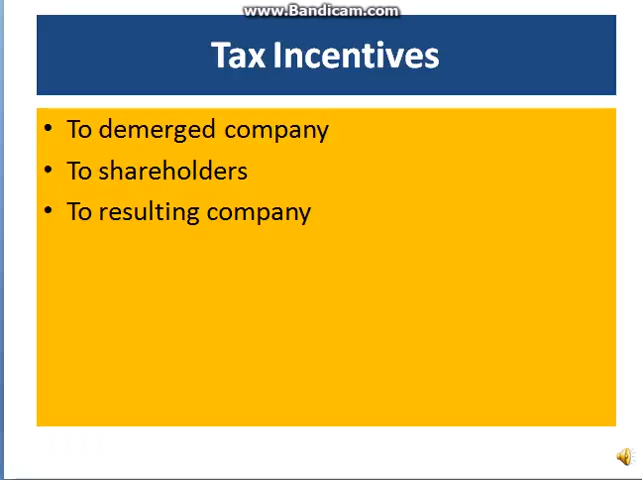 www.Bandicam.com
Tax Incentives
• To demerged company
• To shareholders
• To resulting company